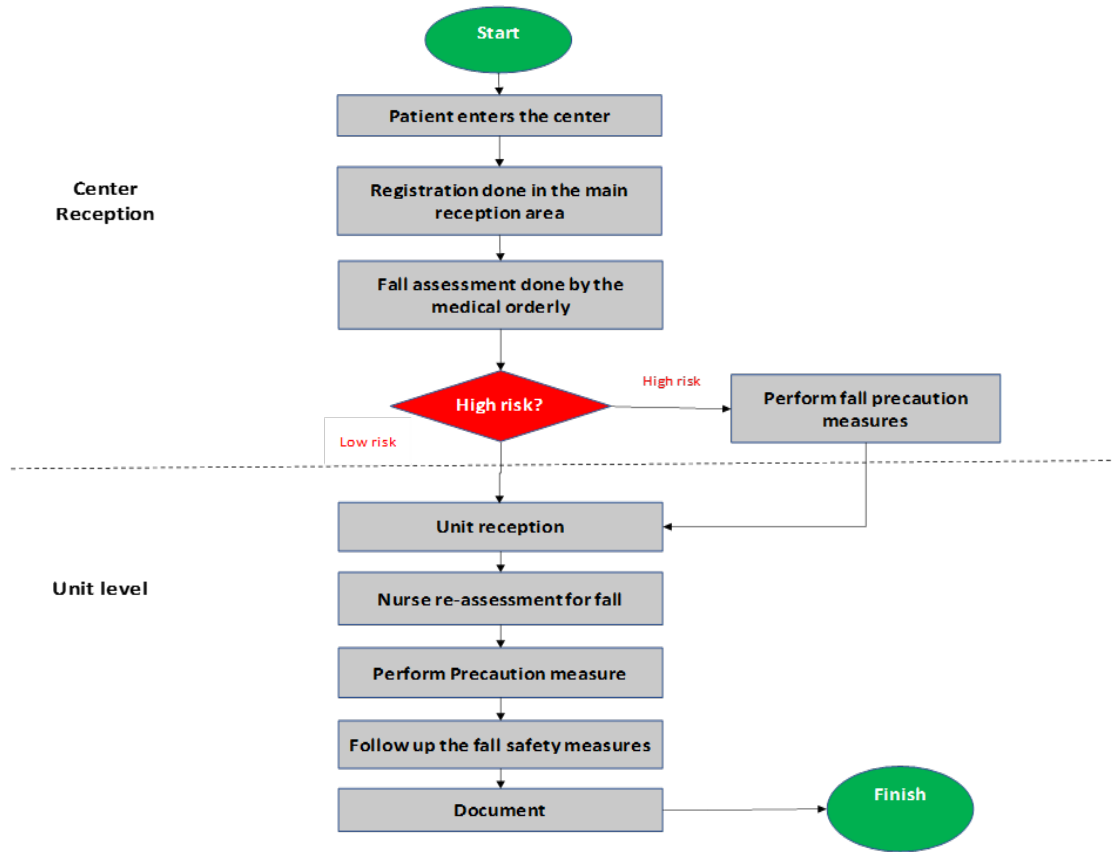 Start
Patient enters the center
Center
Reception
Registration done in the main
reception area
Fall assessment done by the
medical orderly
High risk?
High risk
Perform fall precaution
measures
Low risk
Unit reception
Unit level
Nurse re-assessment for fall
Perform Precaution measure
Follow up the fall safety measures
Document
Finish